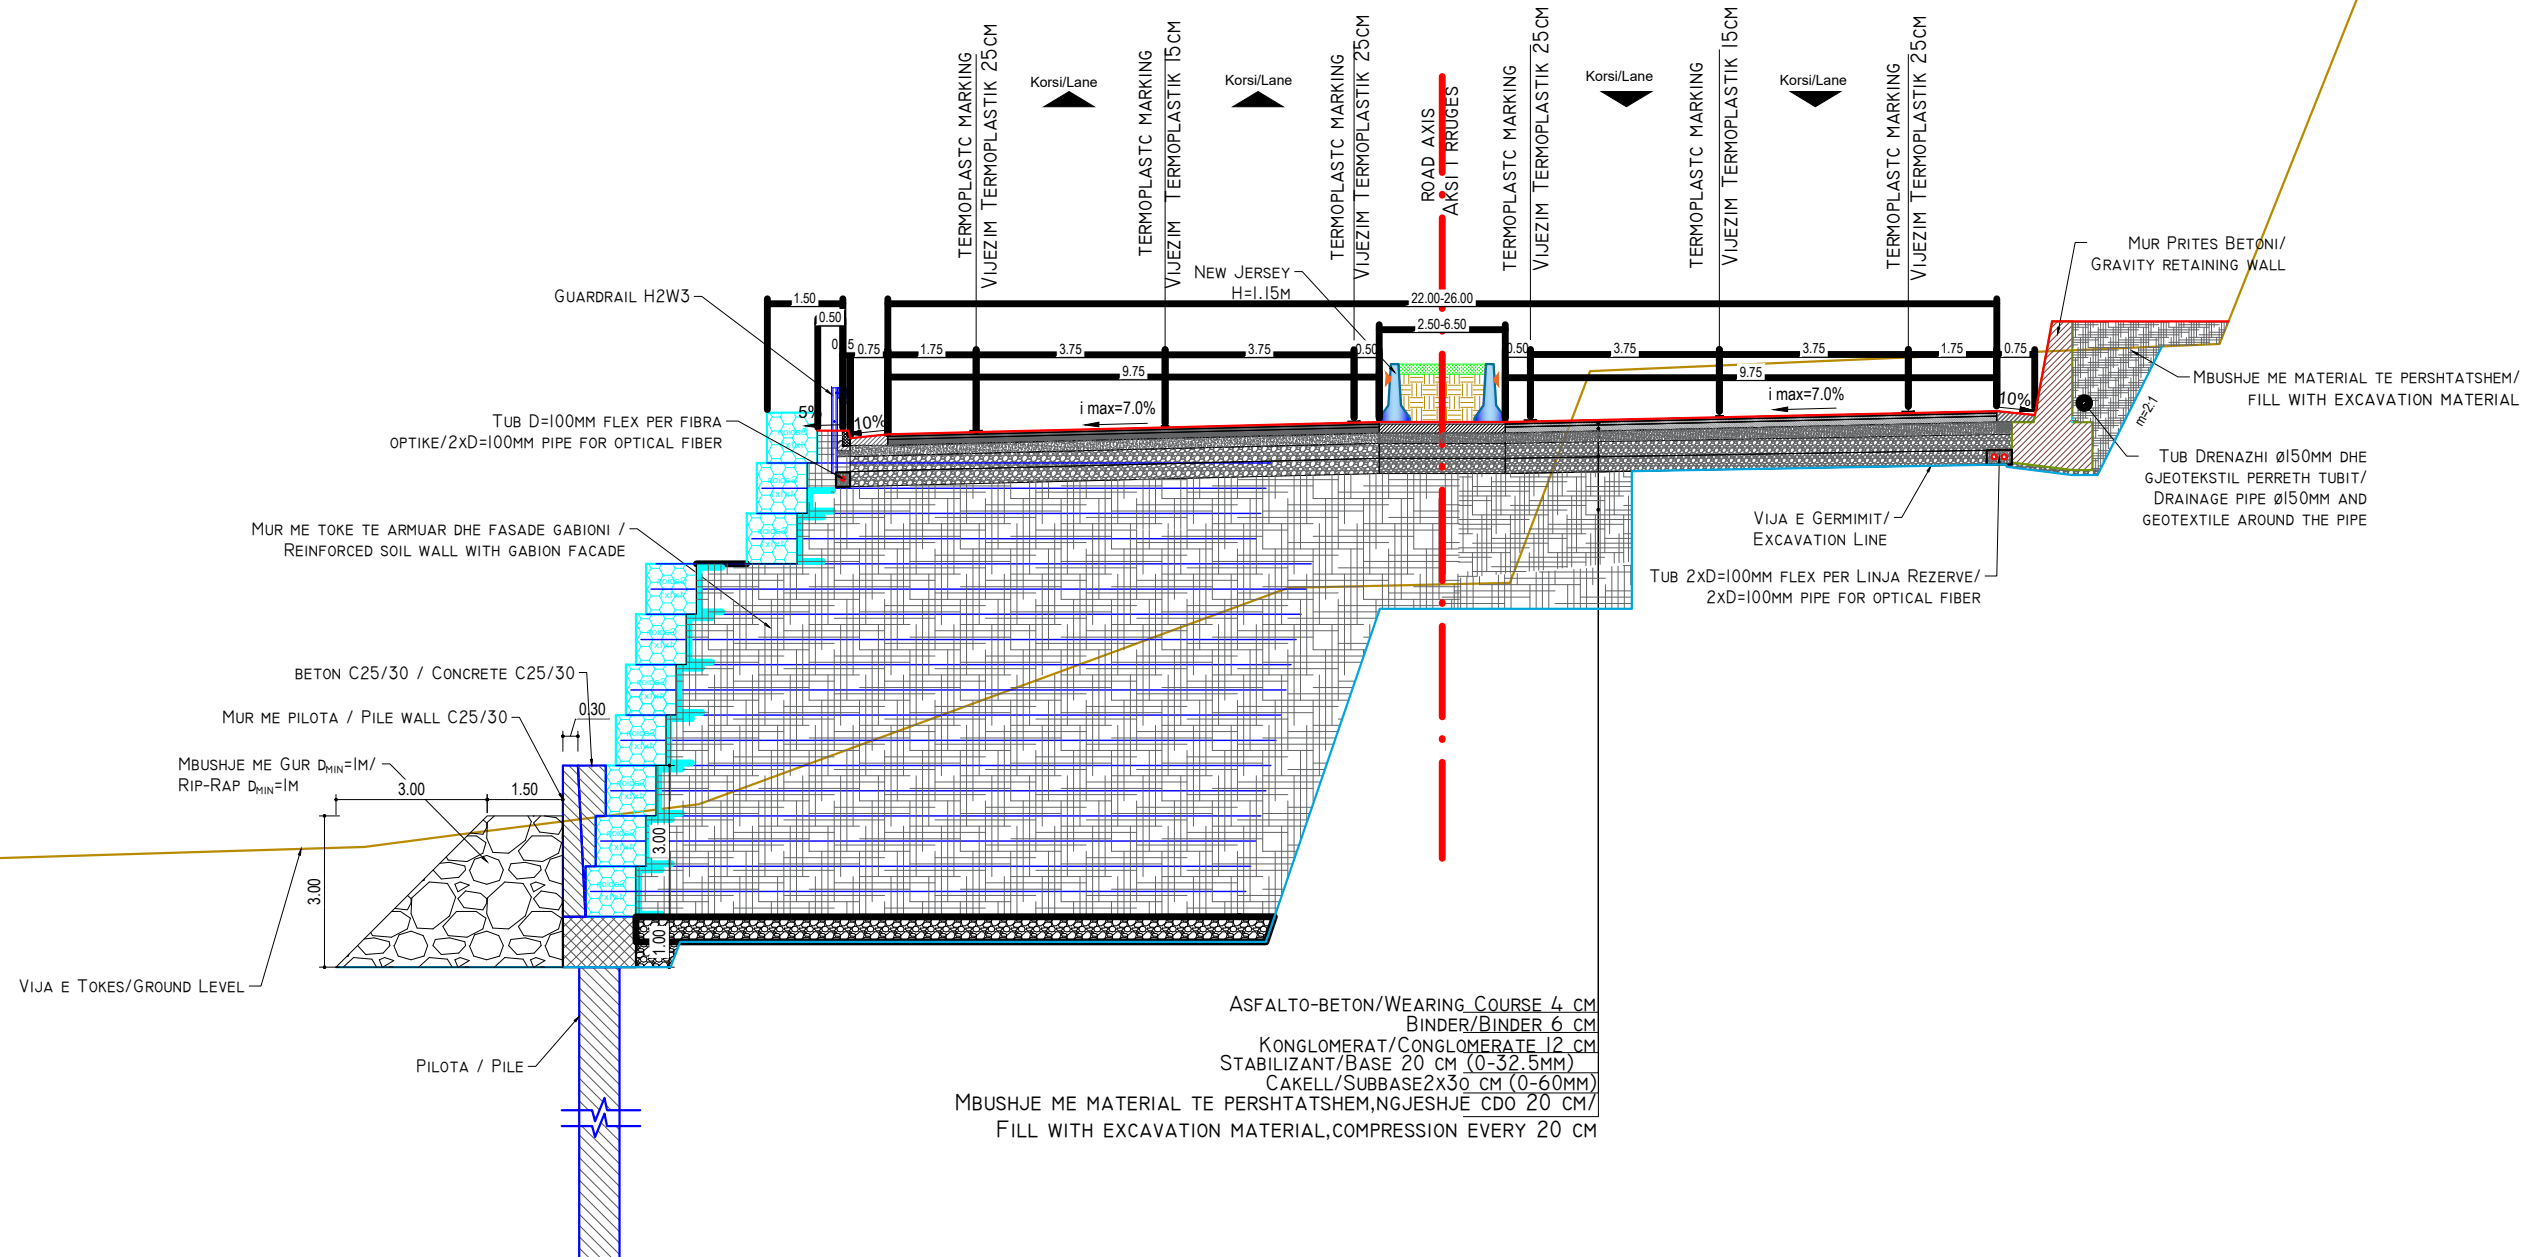 TERMOPLASTC MARKING
VIJEZIM TERMOPLASTIK 25CM
Korsi/Lane
TERMOPLASTC MARKING
VIJEZIM TERMOPLASTIK 15CM
Korsi/Lane
TERMOPLASTC MARKING
VIJEZIM TERMOPLASTIK 25CM
ROAD AXIS
AKSI I RRUGES
TERMOPLASTC MARKING
VIJEZIM TERMOPLASTIK 25CM
Korsi/Lane
TERMOPLASTC MARKING
VIJEZIM TERMOPLASTIK 15CM
Korsi/Lane
TERMOPLASTC MARKING
VIJEZIM TERMOPLASTIK 25CM
MUR PRITES BETONI/
GRAVITY RETAINING WALL
NEW JERSEY
H=1.15M
GUARDRAIL H2W3
1.50
22.00-26.00
0.50
2.50-6.50
0.75
1.75
3.75
3.75
0.50
0.50
3.75
3.75
1.75
0.75
9.75
9.75
MBUSHJE ME MATERIAL TE PERSHTATSHEM/
FILL WITH EXCAVATION MATERIAL
5%
10%
i max=7.0%
i max=7.0%
10%
m=2:1
TUB D=100MM FLEX PER FIBRA
OPTIKE/2XD=100MM PIPE FOR OPTICAL FIBER
TUB DRENAZHI Ø150MM DHE
GJEOTEKSTIL PERRETH TUBIT/
DRAINAGE PIPE Ø150MM AND
GEOTEXTILE AROUND THE PIPE
MUR ME TOKE TE ARMUAR DHE FASADE GABIONI /
REINFORCED SOIL WALL WITH GABION FACADE
VIJA E GERMIMIT/
EXCAVATION LINE
TUB 2XD=100MM FLEX PER LINJA REZERVE/
2XD=100MM PIPE FOR OPTICAL FIBER
BETON C25/30 / CONCRETE C25/30
0.30
MUR ME PILOTA / PILE WALL C25/30
MBUSHJE ME GUR DMIN=1M/
RIP-RAP DMIN=1M
3.00
1.50
3.00
3.00
1.00
VIJA E TOKES/GROUND LEVEL
PILOTA / PILE
ASFALTO-BETON/WEARING COURSE 4 CM
BINDER/BINDER 6 CM
KONGLOMERAT/CONGLOMERATE 12 CM
STABILIZANT/BASE 20 CM (0-32.5MM)
CAKELL/SUBBASE2X30 CM (0-60MM)
MBUSHJE ME MATERIAL TE PERSHTATSHEM,NGJESHJE CDO 20 CM/
FILL WITH EXCAVATION MATERIAL,COMPRESSION EVERY 20 CM